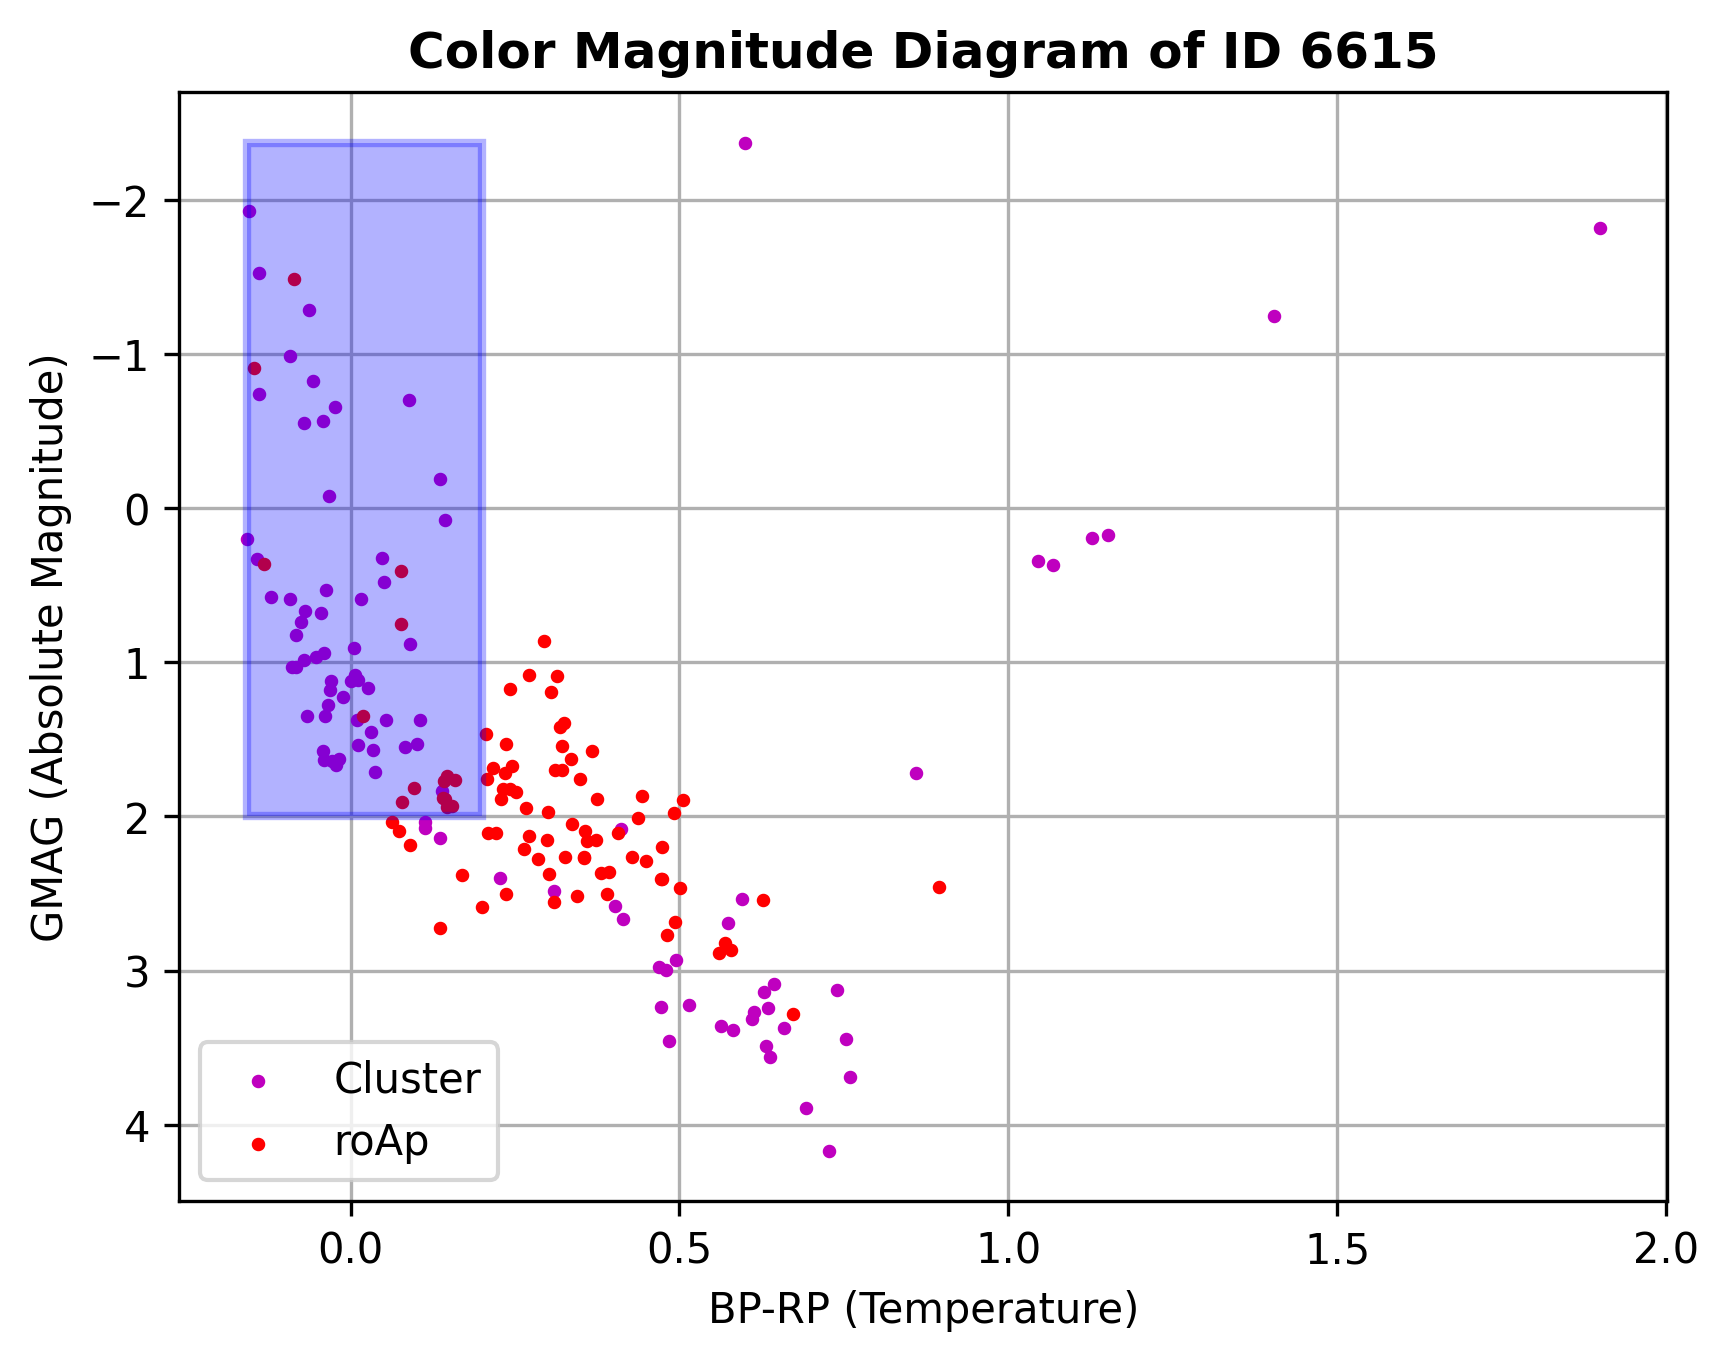 Color Magnitude Diagram of ID 6615
GMAG (Absolute Magnitude)
−2
−1
0
1
2
3
4
Cluster
roAp
0.0 0.5 1.0 1.5 2.0
BP-RP (Temperature)